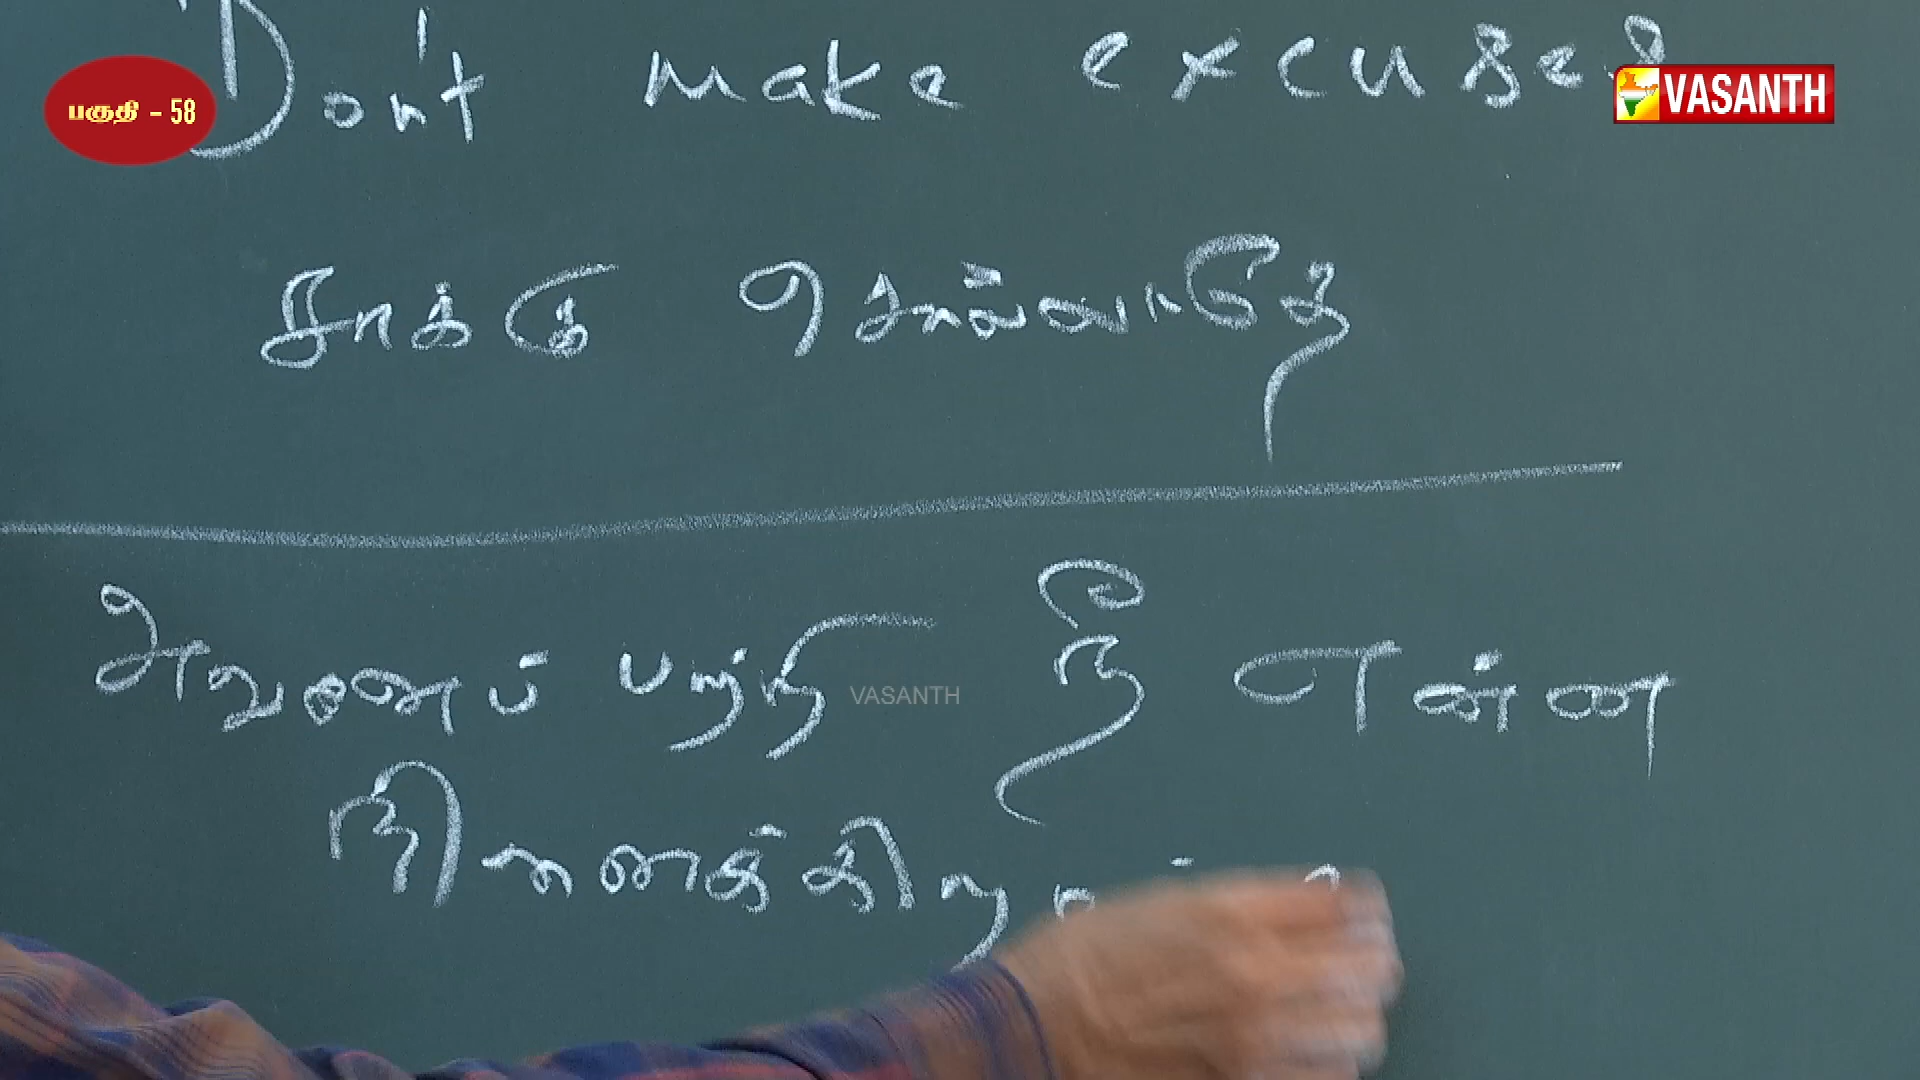 Don't make excuses
பகுதி - 58
VASANTH
சாக்கு சொல்லாதே
அவனைப் பற்றி நீ என்ன
VASANTH